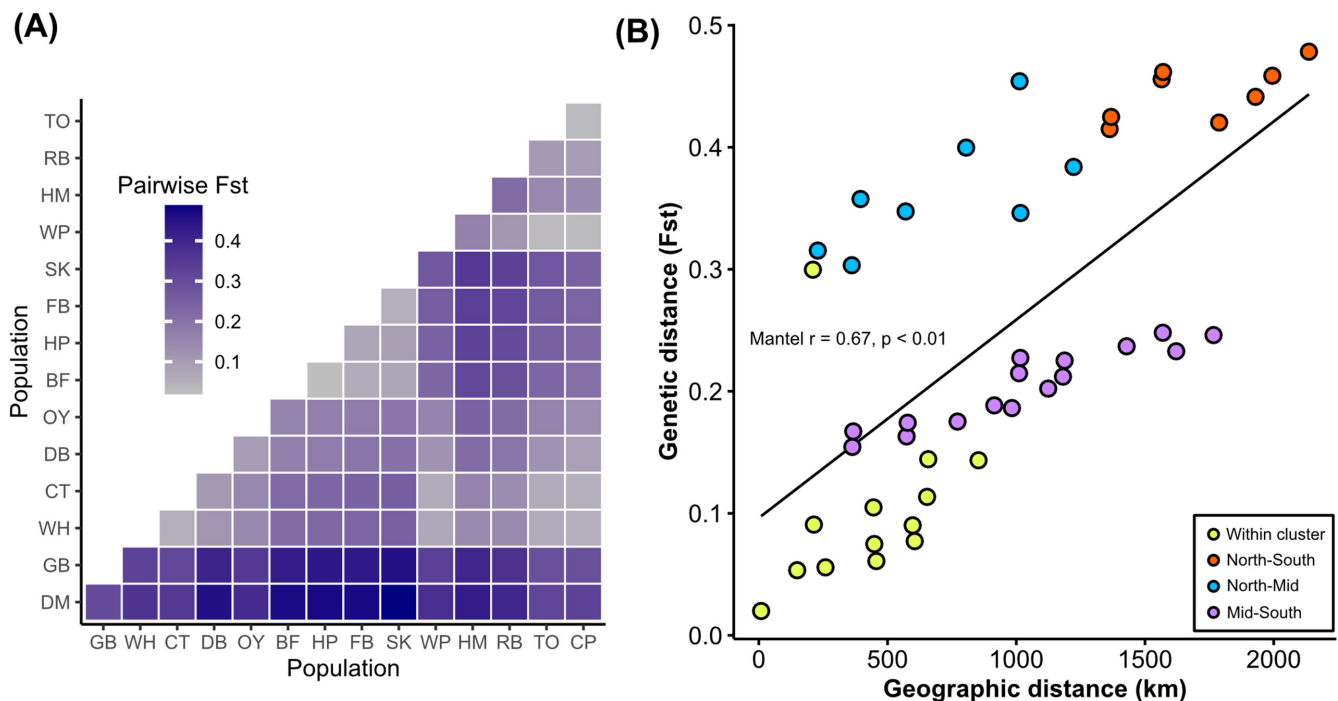 (A)
TO
RB
HM
WP
SK
FB
HP
BF
OY
DB
CT
WH
GB
DM
Population
Pairwise Fst
0.4
0.3
0.2
0.1
GB WH CT DB OY BF HP FB SK WP HM RB TO CP
Population
(B)
0.5
0.4
0.3
0.2
0.1
0.0
Genetic distance (Fst)
Mantel r = 0.67, p < 0.01
Within cluster
North-South
North-Mid
Mid-South
0 500 1000 1500 2000
Geographic distance (km)